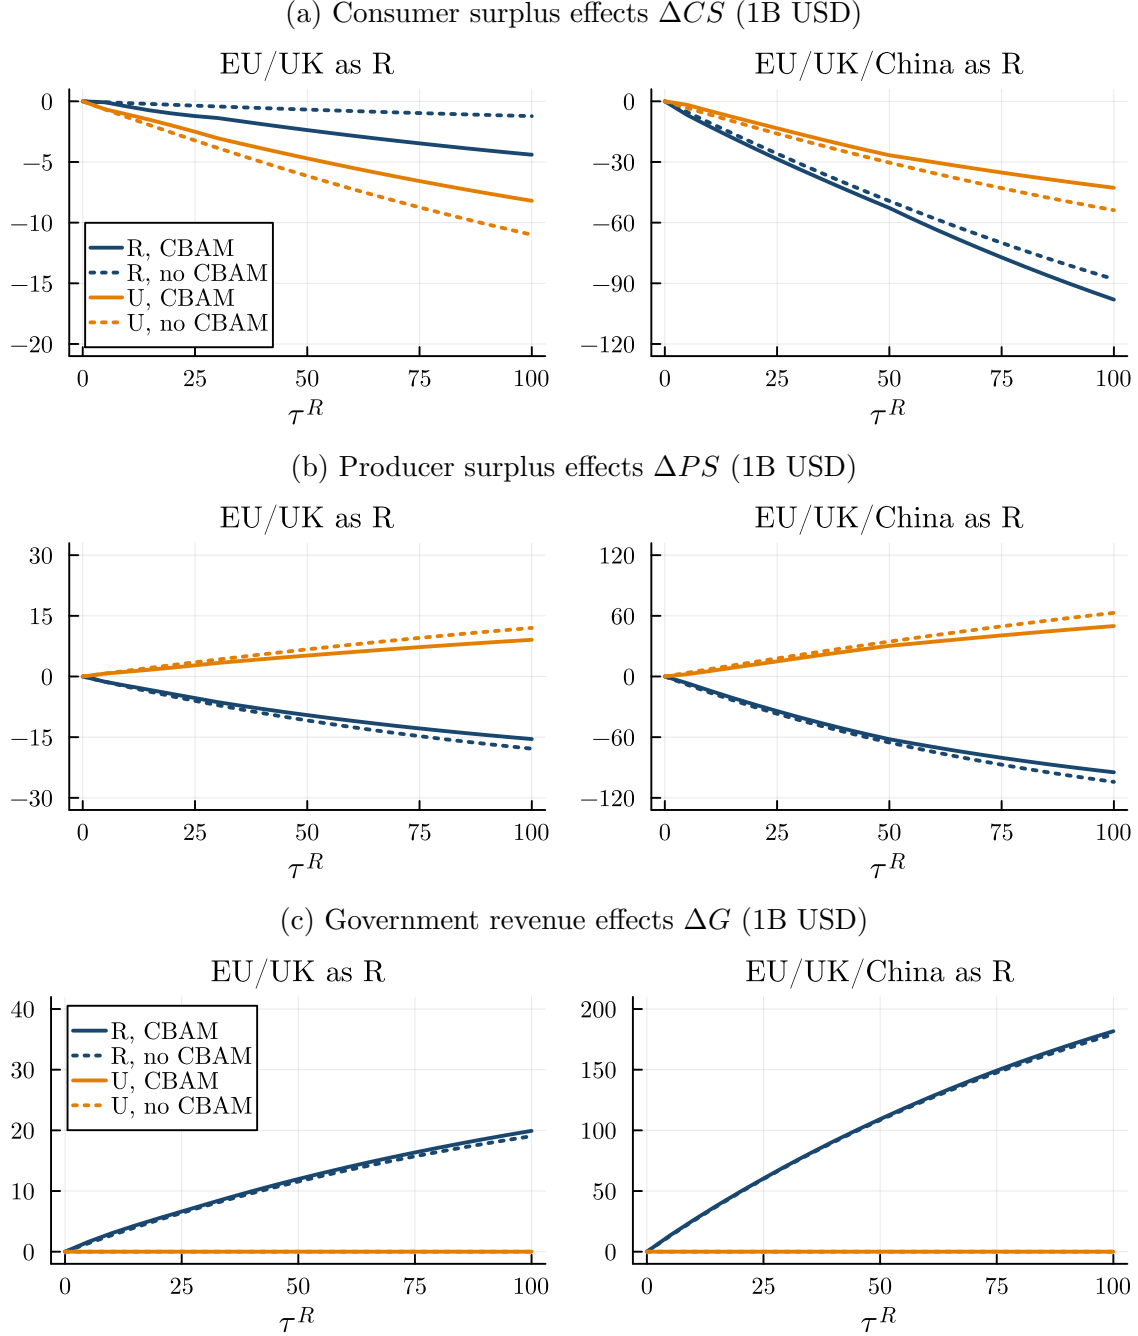 (a) Consumer surplus effects ΔCS (1B USD)
EU/UK as R
EU/UK/China as R
0
−5
−10
−15
−20
R, CBAM
R, no CBAM
U, CBAM
U, no CBAM
0 25 50 75 100
τ^R
0
−30
−60
−90
−120
0 25 50 75 100
τ^R
(b) Producer surplus effects ΔPS (1B USD)
EU/UK as R
EU/UK/China as R
30
15
0
−15
−30
0 25 50 75 100
τ^R
120
60
0
−60
−120
0 25 50 75 100
τ^R
(c) Government revenue effects ΔG (1B USD)
EU/UK as R
EU/UK/China as R
40
30
20
10
0
R, CBAM
R, no CBAM
U, CBAM
U, no CBAM
0 25 50 75 100
τ^R
200
150
100
50
0
0 25 50 75 100
τ^R